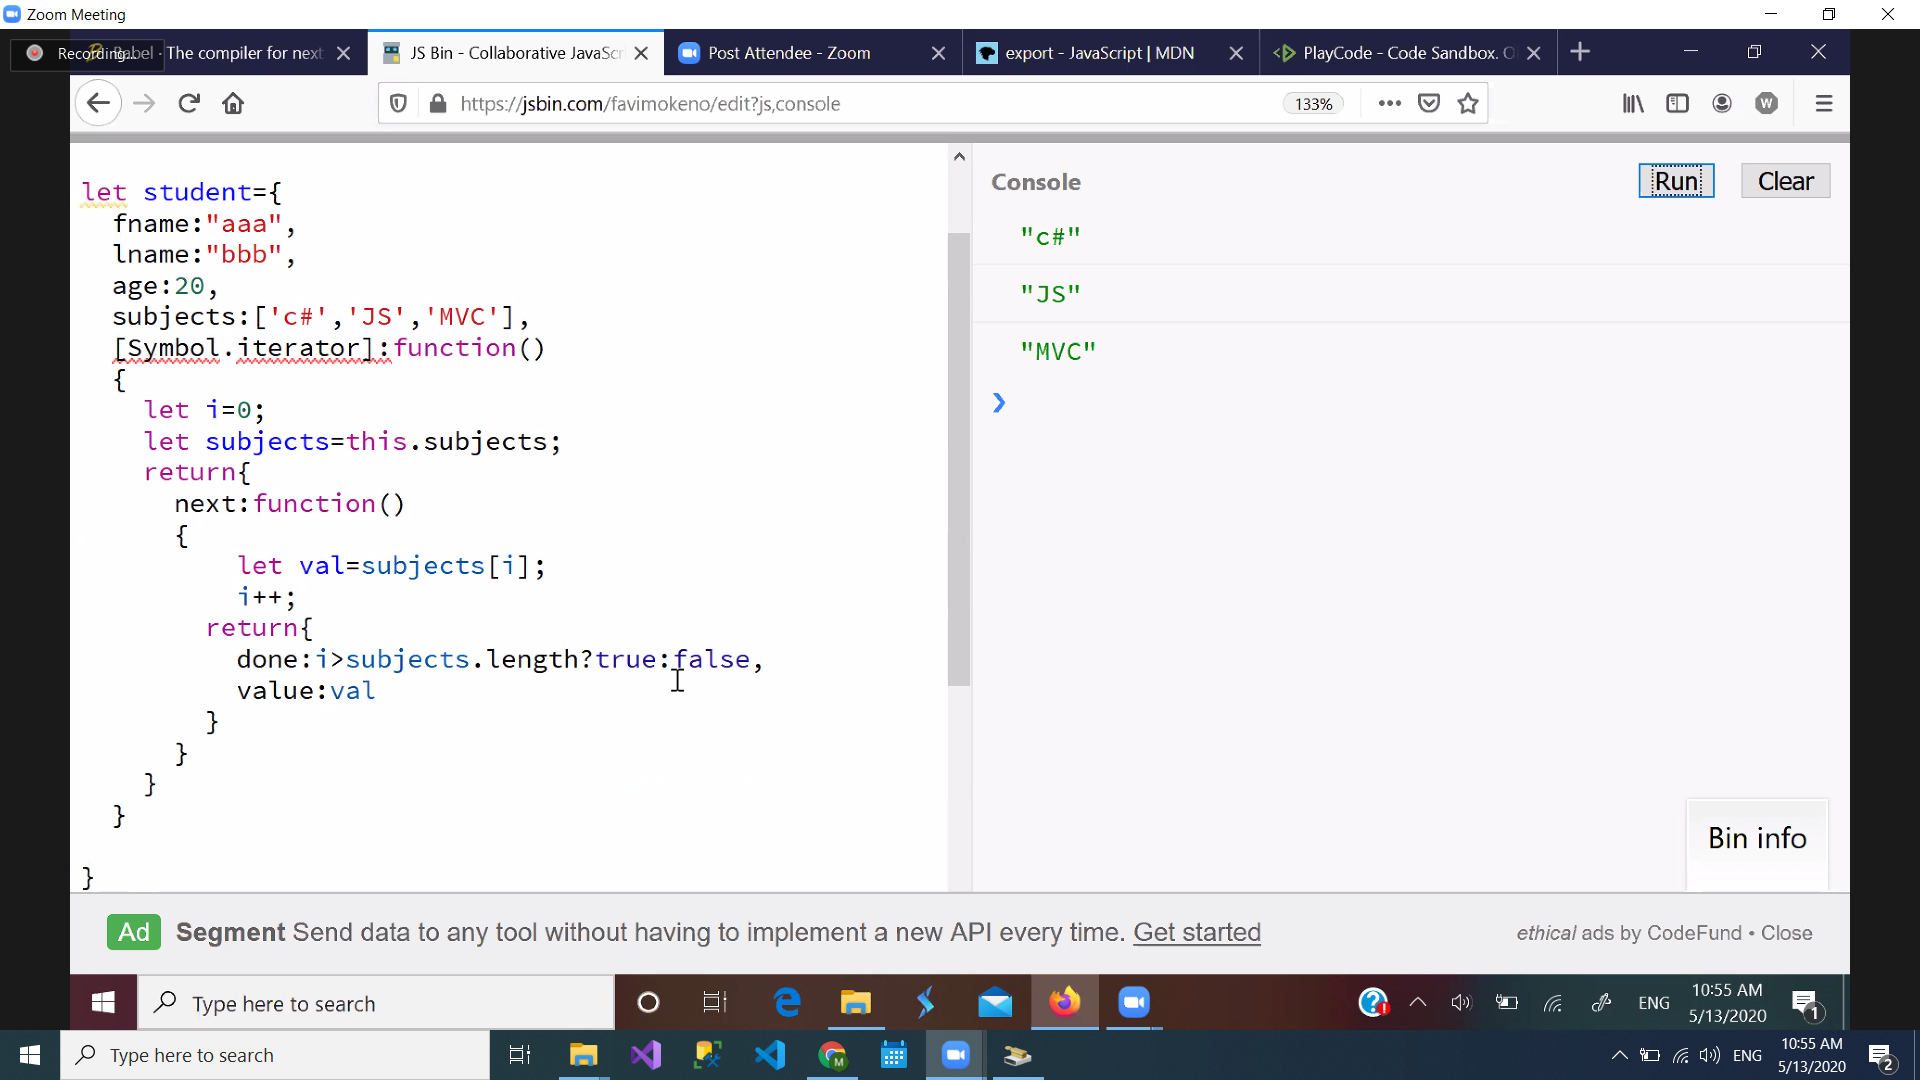 Zoom Meeting
Recording...
Babel · The compiler for next
JS Bin - Collaborative JavaScri
Post Attendee - Zoom
export - JavaScript | MDN
PlayCode - Code Sandbox. O
https://jsbin.com/favimokeno/edit?js,console
133%
W
let student={
fname:"aaa",
lname:"bbb",
age:20,
subjects:['c#','JS','MVC'],
[Symbol.iterator]:function()
{
let i=0;
let subjects=this.subjects;
return{
next:function()
{
let val=subjects[i];
i++;
return{
done:i>subjects.length?true:false,
value:val
}
}
}
}
}
Console
Run
Clear
"c#"
"JS"
"MVC"
Bin info
Ad
Segment Send data to any tool without having to implement a new API every time. Get started
ethical ads by CodeFund • Close
Type here to search
ENG
10:55 AM
5/13/2020
1
Type here to search
M
ENG
10:55 AM
5/13/2020
2